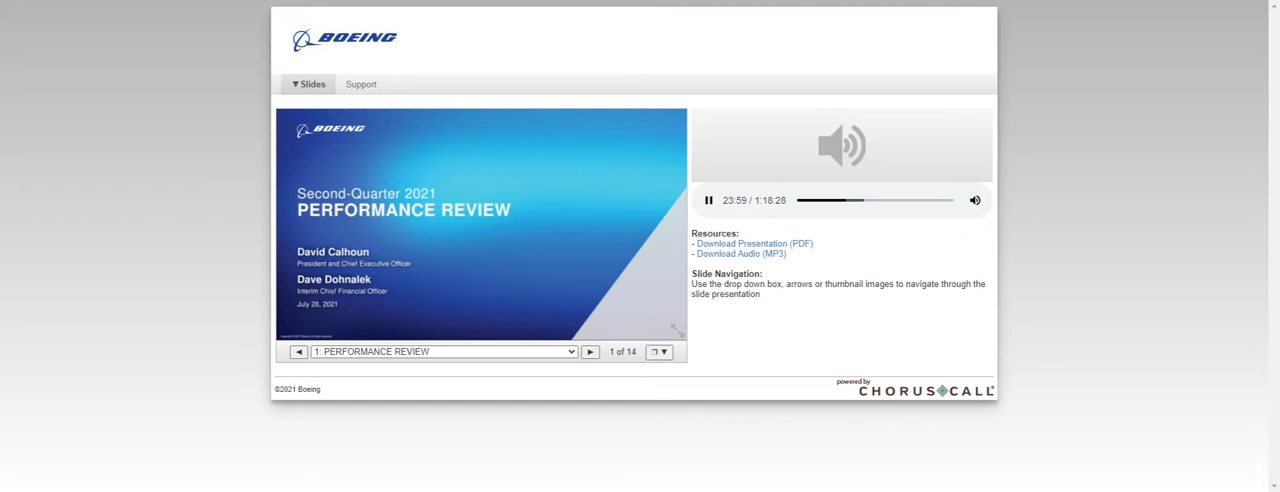 BOEING
▼Slides
Support
BOEING
Second-Quarter 2021
PERFORMANCE REVIEW
David Calhoun
President and Chief Executive Officer
Dave Dohnalek
Interim Chief Financial Officer
July 28, 2021
23:59 / 1:18:28
Resources:
- Download Presentation (PDF)
- Download Audio (MP3)
Slide Navigation:
Use the drop down box, arrows or thumbnail images to navigate through the
slide presentation
1: PERFORMANCE REVIEW
1 of 14
©2021 Boeing
powered by
CHORUS CALL